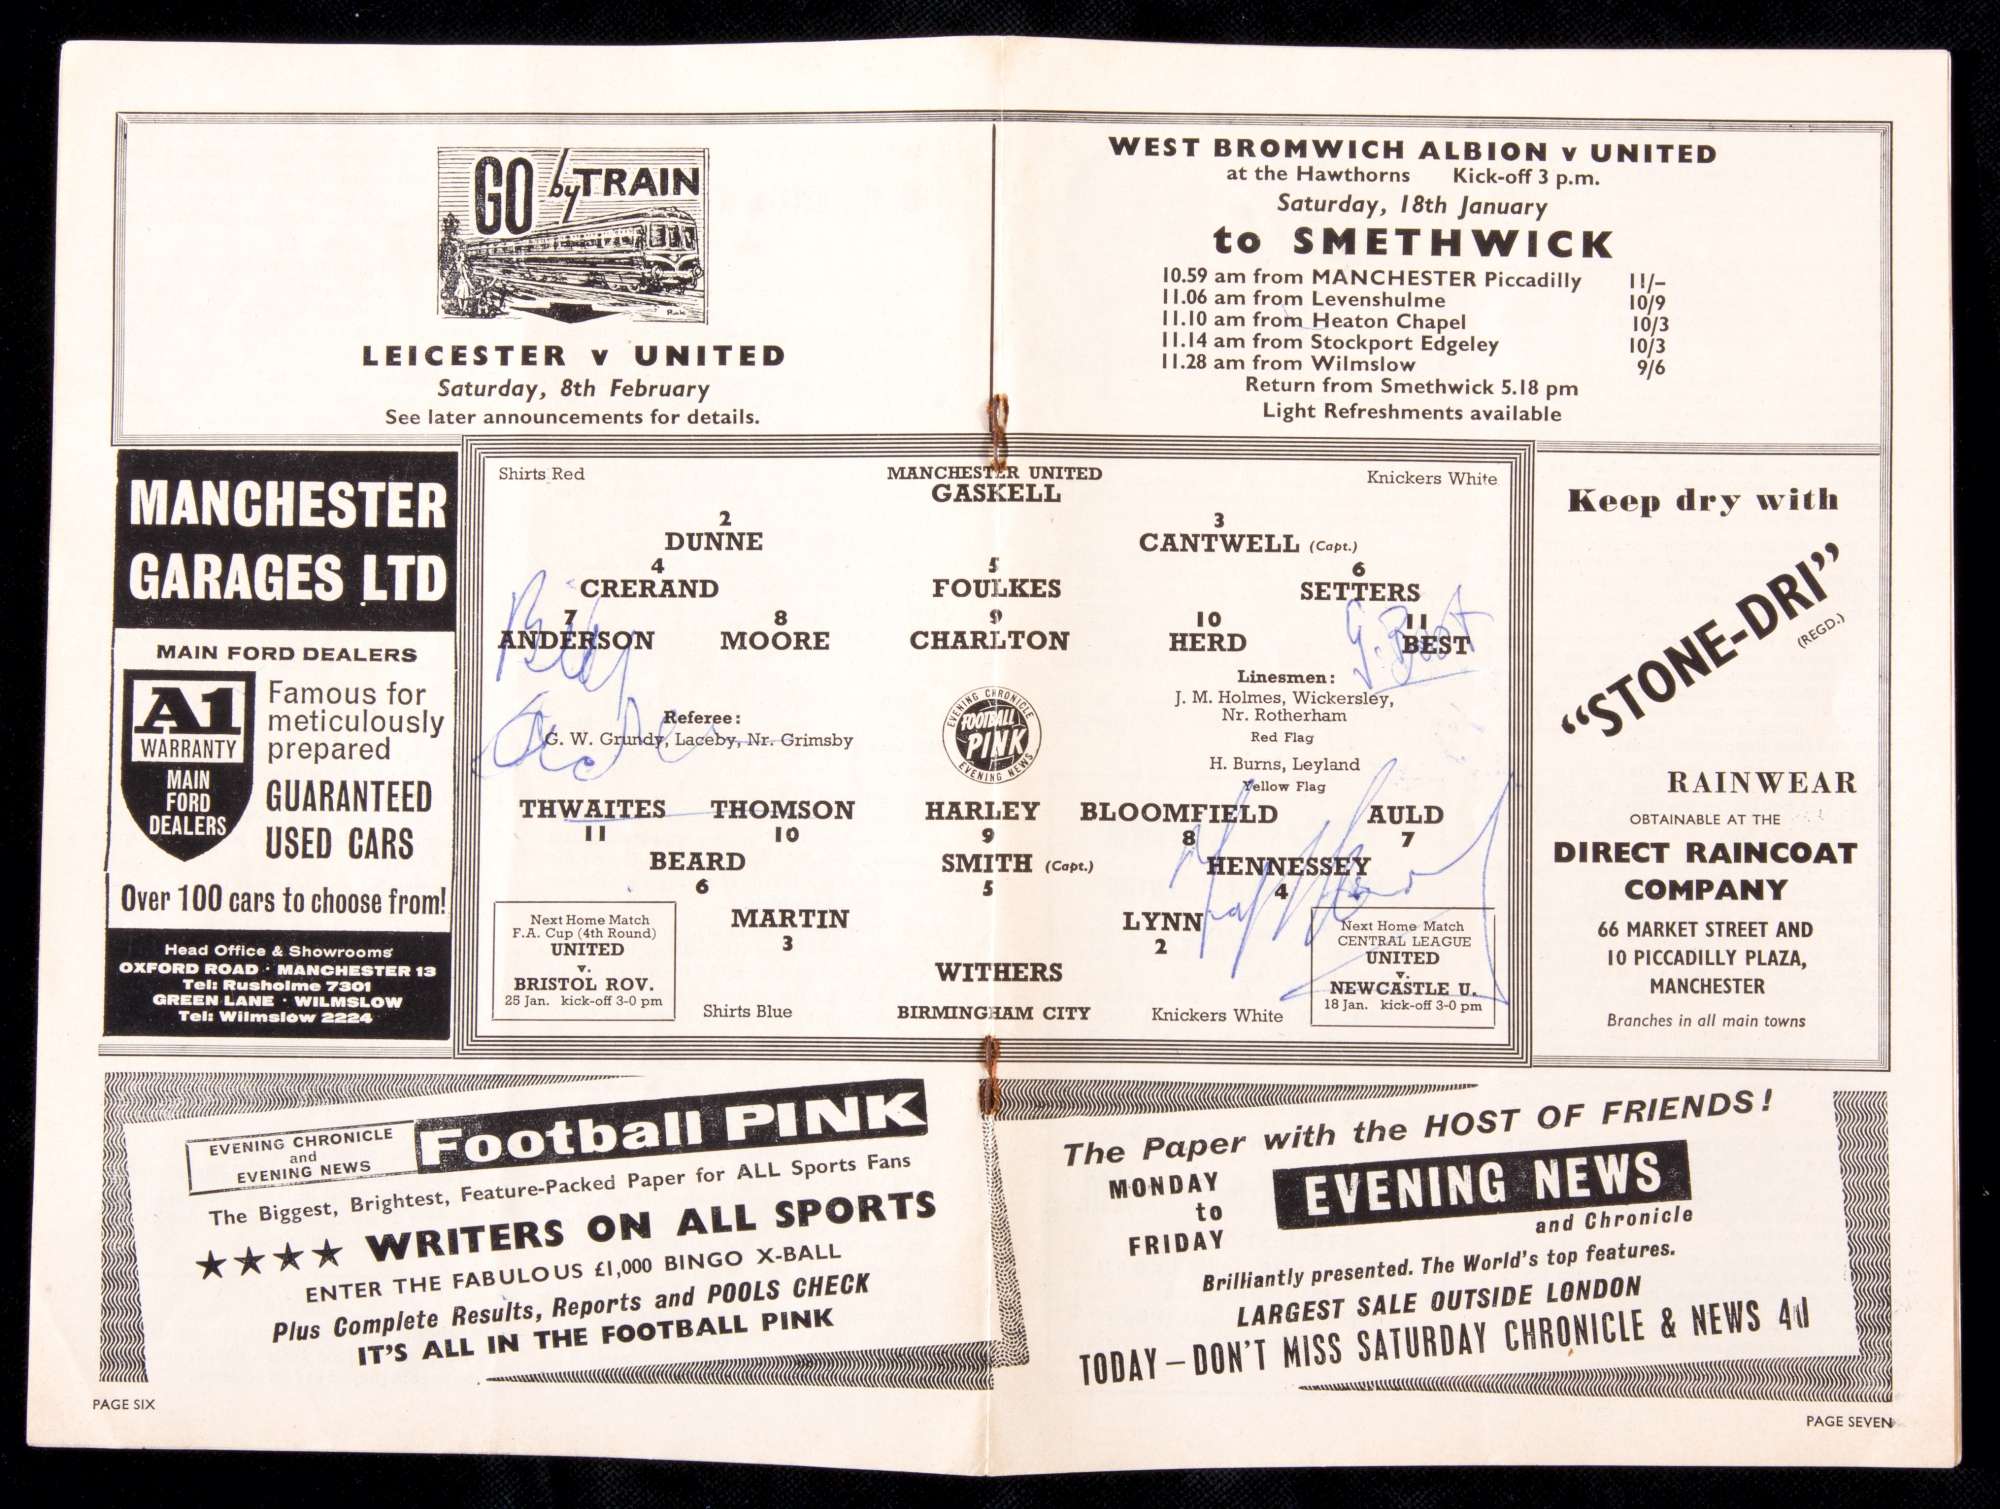 GO by TRAIN
LEICESTER v UNITED
Saturday, 8th February
See later announcements for details.
WEST BROMWICH ALBION v UNITED
at the Hawthorns Kick-off 3 p.m.
Saturday, 18th January
to SMETHWICK
10.59 am from MANCHESTER Piccadilly 11/-
11.06 am from Levenshulme 10/9
11.10 am from Heaton Chapel 10/3
11.14 am from Stockport Edgeley 10/3
11.28 am from Wilmslow 9/6
Return from Smethwick 5.18 pm
Light Refreshments available
MANCHESTER
GARAGES LTD
MAIN FORD DEALERS
A1
WARRANTY
MAIN
FORD
DEALERS
Famous for
meticulously
prepared
GUARANTEED
USED CARS
Over 100 cars to choose from!
Head Office & Showrooms
OXFORD ROAD · MANCHESTER 13
Tel: Rusholme 7301
GREEN LANE · WILMSLOW
Tel: Wilmslow 2224
Shirts Red MANCHESTER UNITED Knickers White
GASKELL
2 3
DUNNE CANTWELL (Capt.)
4 5 6
CRERAND FOULKES SETTERS
7 8 9 10 11
ANDERSON MOORE CHARLTON HERD BEST
Billy
G. Best
Referee:
G. W. Grundy, Laceby, Nr. Grimsby
EVENING CHRONICLE
FOOTBALL
PINK
EVENING NEWS
Linesmen:
J. M. Holmes, Wickersley,
Nr. Rotherham
Red Flag
H. Burns, Leyland
Yellow Flag
THWAITES THOMSON HARLEY BLOOMFIELD AULD
11 10 9 8 7
BEARD SMITH (Capt.) HENNESSEY
6 5 4
MARTIN LYNN
3 2
WITHERS
Shirts Blue BIRMINGHAM CITY Knickers White
Next Home Match
F.A. Cup (4th Round)
UNITED
v.
BRISTOL ROV.
25 Jan. kick-off 3-0 pm
Next Home Match
CENTRAL LEAGUE
UNITED
v.
NEWCASTLE U.
18 Jan. kick-off 3-0 pm
Keep dry with
"STONE-DRI"
(REGD.)
RAINWEAR
OBTAINABLE AT THE
DIRECT RAINCOAT
COMPANY
66 MARKET STREET AND
10 PICCADILLY PLAZA,
MANCHESTER
Branches in all main towns
EVENING CHRONICLE
and
EVENING NEWS
Football PINK
The Biggest, Brightest, Feature-Packed Paper for ALL Sports Fans
★★★★ WRITERS ON ALL SPORTS
ENTER THE FABULOUS £1,000 BINGO X-BALL
Plus Complete Results, Reports and POOLS CHECK
IT'S ALL IN THE FOOTBALL PINK
The Paper with the HOST OF FRIENDS!
MONDAY
to
FRIDAY
EVENING NEWS
and Chronicle
Brilliantly presented. The World's top features.
LARGEST SALE OUTSIDE LONDON
TODAY – DON'T MISS SATURDAY CHRONICLE & NEWS 4d
PAGE SIX
PAGE SEVEN